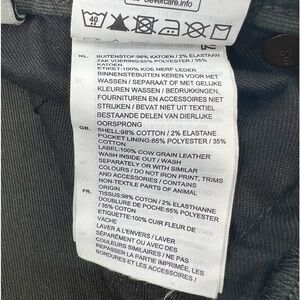 clevercare.info
40
NL. BUITENSTOF:98% KATOEN / 2% ELASTAAN
ZAK VOERING:65% POLYESTER / 35%
KATOEN
ETIKET:100% KOE NERF LEDER
BINNENSTEBUITEN KEREN VOOR HET
WASSEN / SEPARAAT OF MET GELIJKE
KLEUREN WASSEN / BEDRUKKINGEN,
FOURNITUREN EN ACCESSOIRES NIET
STRIJKEN / BEVAT NIET UIT TEXTIEL
BESTAANDE DELEN VAN DIERLIJKE
OORSPRONG
GB. SHELL:98% COTTON / 2% ELASTANE
POCKET LINING:65% POLYESTER / 35%
COTTON
LABEL:100% COW GRAIN LEATHER
WASH INSIDE OUT / WASH
SEPARATELY OR WITH SIMILAR
COLOURS / DO NOT IRON PRINT, TRIMS
AND ACCESSORIES / CONTAINS
NON-TEXTILE PARTS OF ANIMAL
ORIGIN
FR. TISSUS:98% COTON / 2% ELASTHANNE
DOUBLURE DE POCHE:65% POLYESTER
/ 35% COTON
ETIQUETTE:100% CUIR FLEUR DE
VACHE
LAVER A L'ENVERS / LAVER
SÉPARÉMENT OU AVEC DES
COULEURS SIMILAIRES / NE PAS
REPASSER LA PARTIE IMPRIMÉE, LES
BORDURES ET LES ACCESSOIRES /